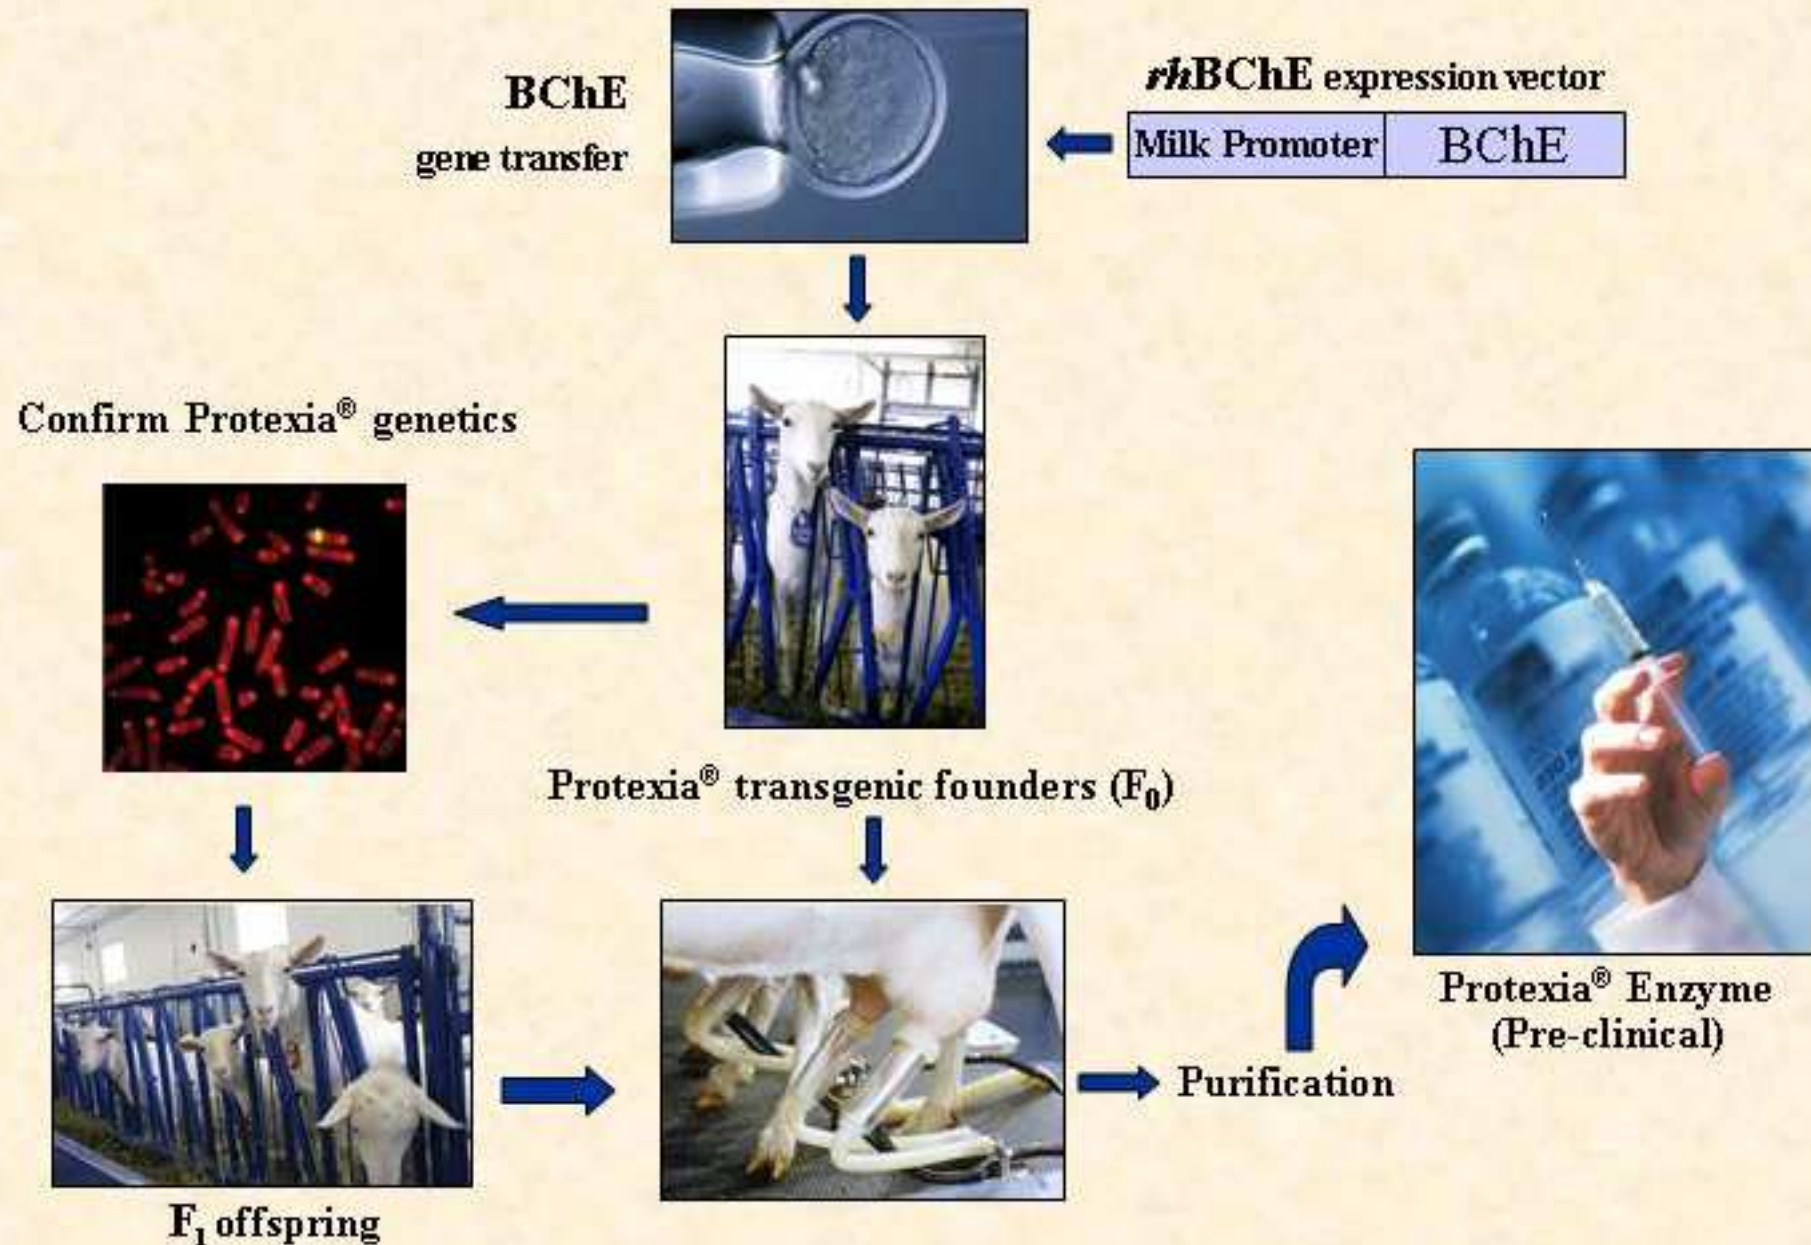 BChE
gene transfer
rhBChE expression vector
Milk Promoter
BChE
Confirm Protexia® genetics
Protexia® transgenic founders (F₀)
Protexia® Enzyme
(Pre-clinical)
Purification
F₁ offspring